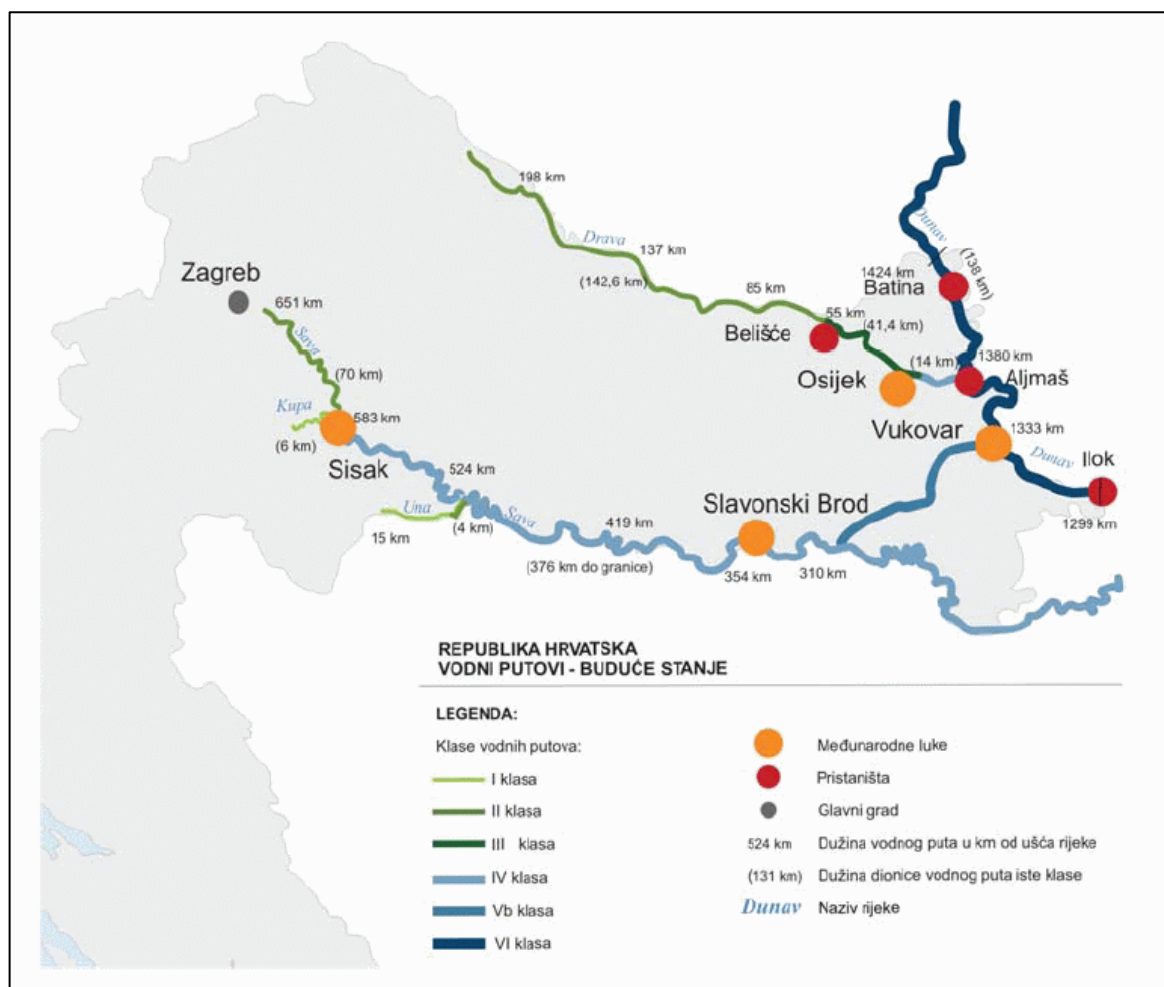 198 km
Dunav
Drava
137 km
(138 km)
Zagreb
(142,6 km)
1424 km
Batina
85 km
651 km
55 km
Belišće
(41,4 km)
Sava
(14 km)
1380 km
(70 km)
Osijek
Aljmaš
Kupa
583 km
Vukovar
1333 km
(6 km)
Dunav
Ilok
Sisak
524 km
Slavonski Brod
Una
Sava
419 km
1299 km
15 km
(4 km)
(376 km do granice)
354 km
310 km
REPUBLIKA HRVATSKA
VODNI PUTOVI - BUDUĆE STANJE
LEGENDA:
Klase vodnih putova:
I klasa
II klasa
III klasa
IV klasa
Vb klasa
VI klasa
Međunarodne luke
Pristaništa
Glavni grad
524 km Dužina vodnog puta u km od ušća rijeke
(131 km) Dužina dionice vodnog puta iste klase
Dunav Naziv rijeke